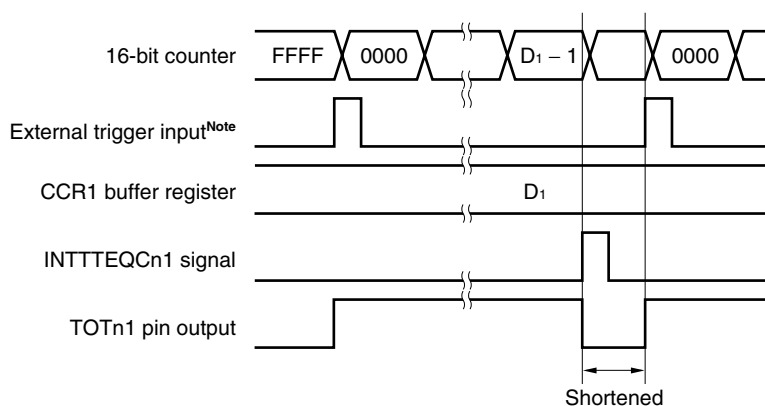 16-bit counter FFFF 0000 D₁ − 1 0000
External trigger inputNote
CCR1 buffer register D₁
INTTTEQCn1 signal
TOTn1 pin output
Shortened